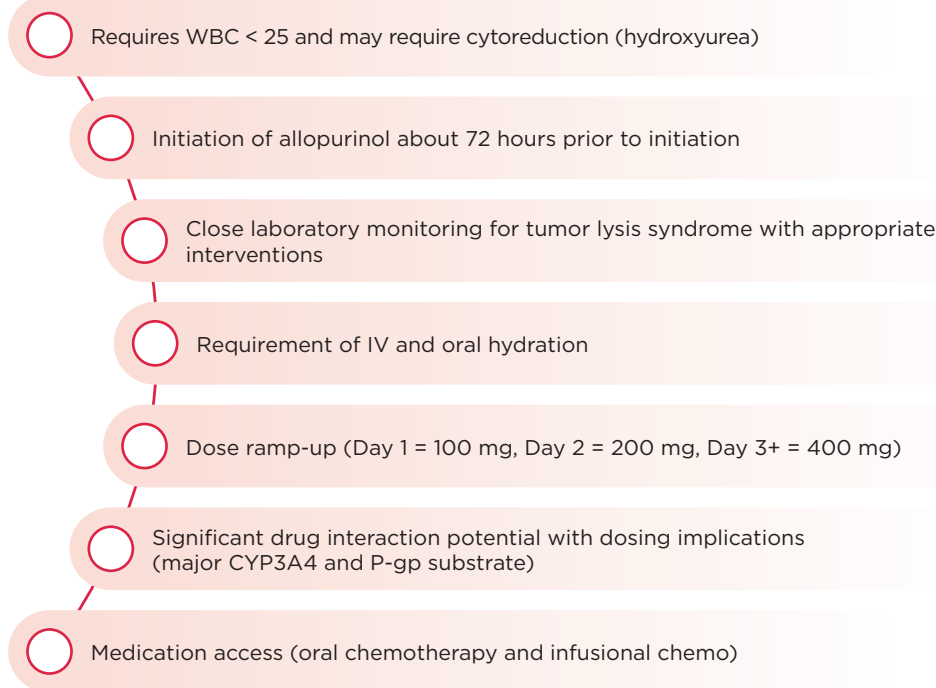 Requires WBC < 25 and may require cytoreduction (hydroxyurea)
Initiation of allopurinol about 72 hours prior to initiation
Close laboratory monitoring for tumor lysis syndrome with appropriate
interventions
Requirement of IV and oral hydration
Dose ramp-up (Day 1 = 100 mg, Day 2 = 200 mg, Day 3+ = 400 mg)
Significant drug interaction potential with dosing implications
(major CYP3A4 and P-gp substrate)
Medication access (oral chemotherapy and infusional chemo)